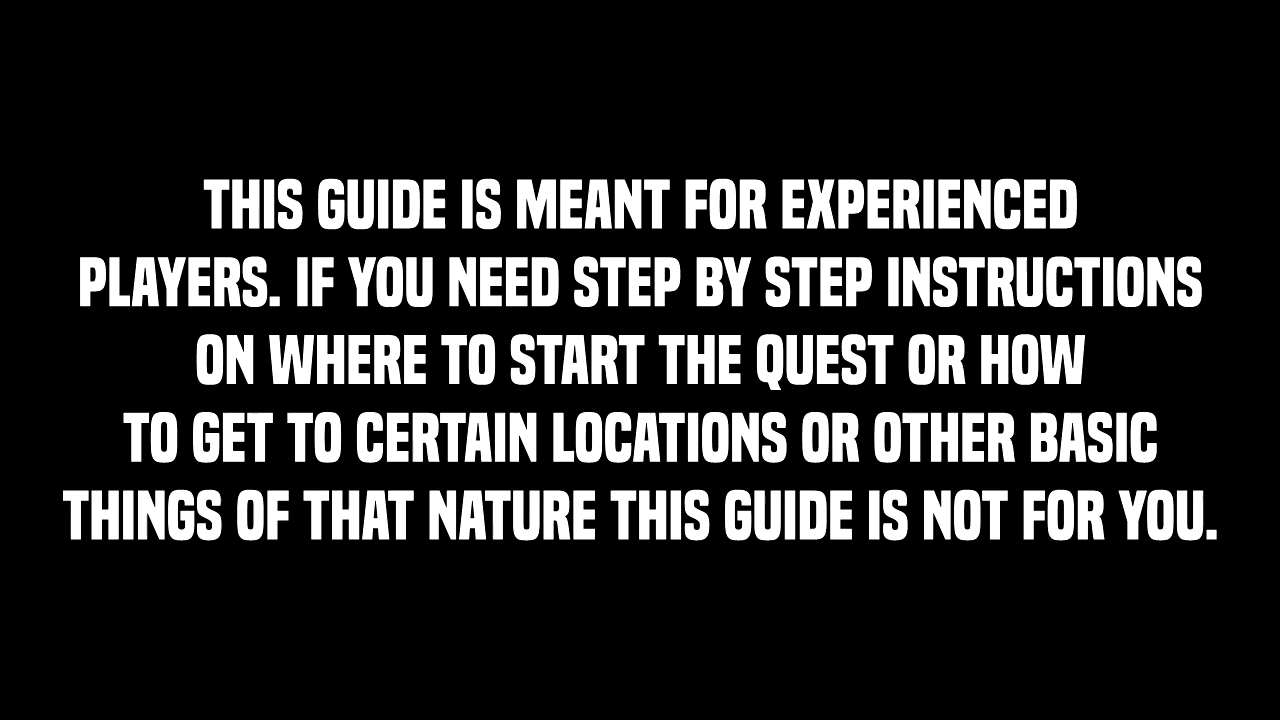 THIS GUIDE IS MEANT FOR EXPERIENCED
PLAYERS. IF YOU NEED STEP BY STEP INSTRUCTIONS
ON WHERE TO START THE QUEST OR HOW
TO GET TO CERTAIN LOCATIONS OR OTHER BASIC
THINGS OF THAT NATURE THIS GUIDE IS NOT FOR YOU.